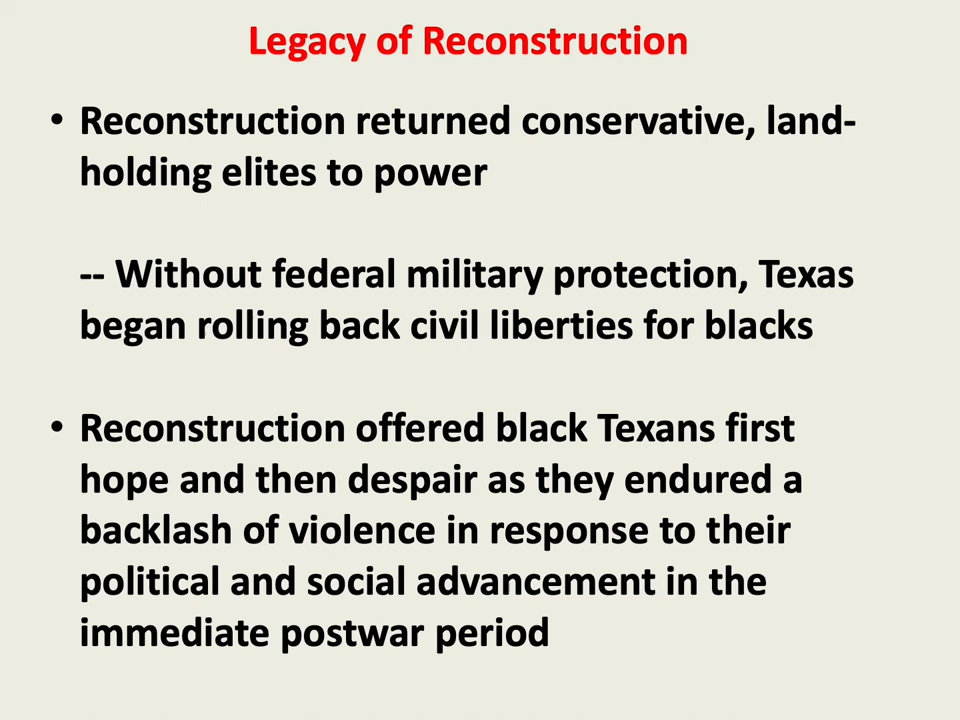 Legacy of Reconstruction
• Reconstruction returned conservative, land-
holding elites to power
-- Without federal military protection, Texas
began rolling back civil liberties for blacks
• Reconstruction offered black Texans first
hope and then despair as they endured a
backlash of violence in response to their
political and social advancement in the
immediate postwar period